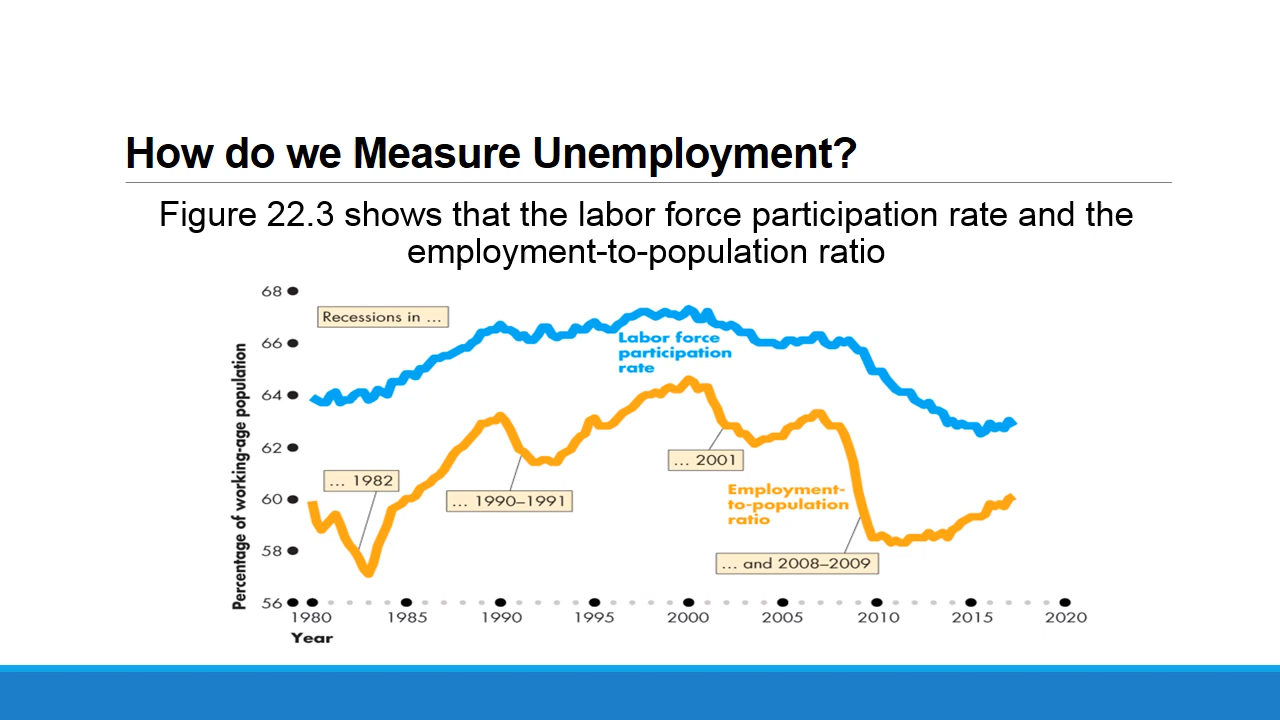 How do we Measure Unemployment?
Figure 22.3 shows that the labor force participation rate and the
employment-to-population ratio
68
Recessions in ...
66
Labor force
participation
rate
64
62
... 2001
... 1982
60
... 1990–1991
Employment-
to-population
ratio
58
... and 2008–2009
56
Percentage of working-age population
1980 1985 1990 1995 2000 2005 2010 2015 2020
Year